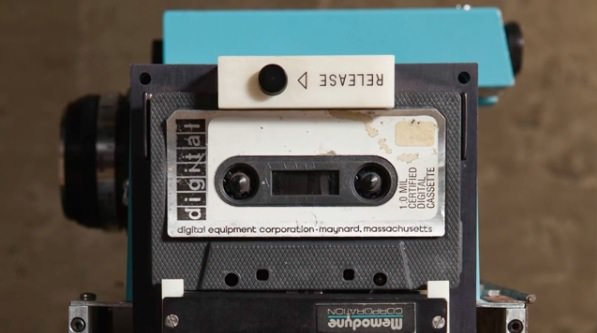 RELEASE
digital
1.0 MIL
CERTIFIED
DIGITAL
CASSETTE
digital equipment corporation · maynard, massachusetts
Memodyne
CORPORATION